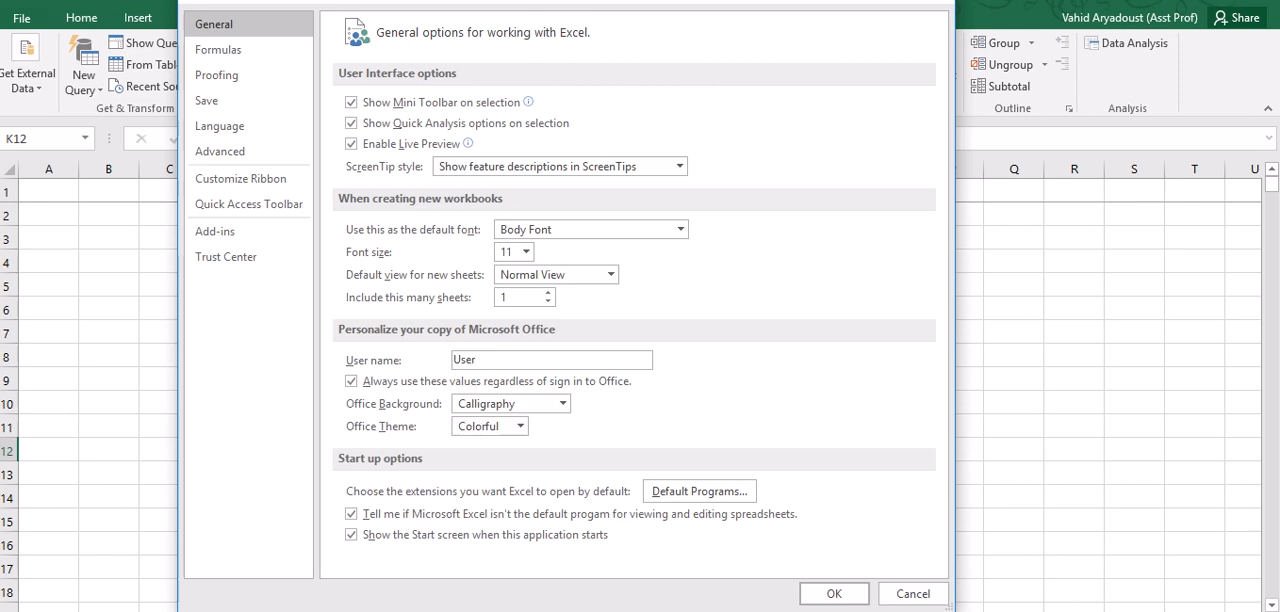 File Home Insert Vahid Aryadoust (Asst Prof) Share
Get External Data
New Query
Show Que
From Tabl
Recent So
Get & Transform
Group
Ungroup
Subtotal
Outline
Data Analysis
Analysis
K12
A B C Q R S T U
1
2
3
4
5
6
7
8
9
10
11
12
13
14
15
16
17
18
General
Formulas
Proofing
Save
Language
Advanced
Customize Ribbon
Quick Access Toolbar
Add-ins
Trust Center
General options for working with Excel.
User Interface options
Show Mini Toolbar on selection
Show Quick Analysis options on selection
Enable Live Preview
ScreenTip style: Show feature descriptions in ScreenTips
When creating new workbooks
Use this as the default font: Body Font
Font size: 11
Default view for new sheets: Normal View
Include this many sheets: 1
Personalize your copy of Microsoft Office
User name: User
Always use these values regardless of sign in to Office.
Office Background: Calligraphy
Office Theme: Colorful
Start up options
Choose the extensions you want Excel to open by default: Default Programs...
Tell me if Microsoft Excel isn't the default progam for viewing and editing spreadsheets.
Show the Start screen when this application starts
OK Cancel